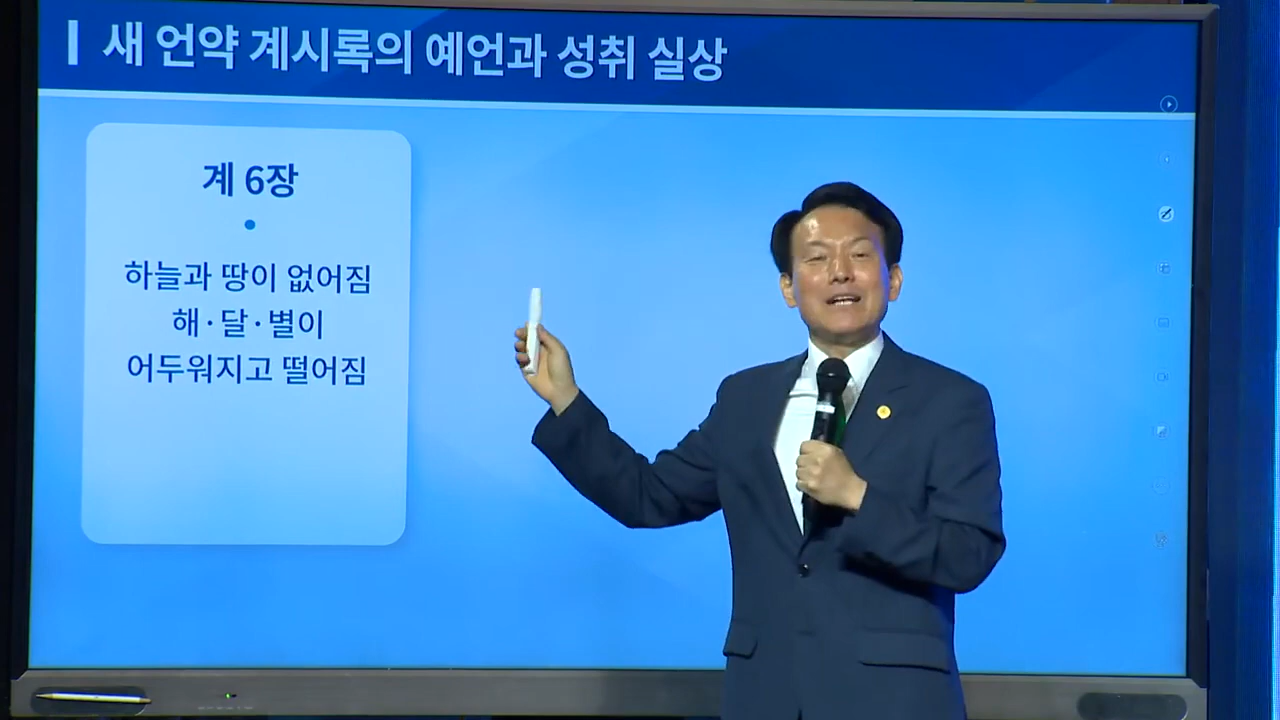 새 언약 계시록의 예언과 성취 실상
계 6장
하늘과 땅이 없어짐
해·달·별이
어두워지고 떨어짐